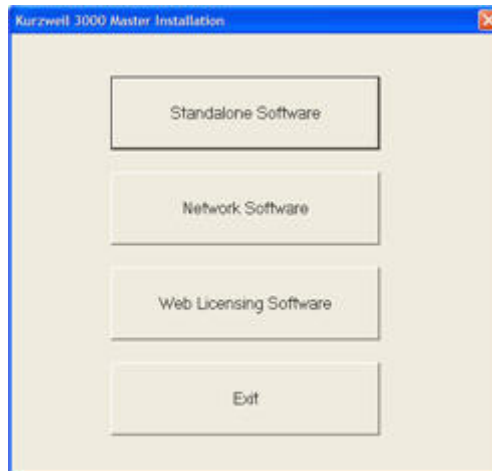 Kurzweil 3000 Master Installation
Standalone Software
Network Software
Web Licensing Software
Exit